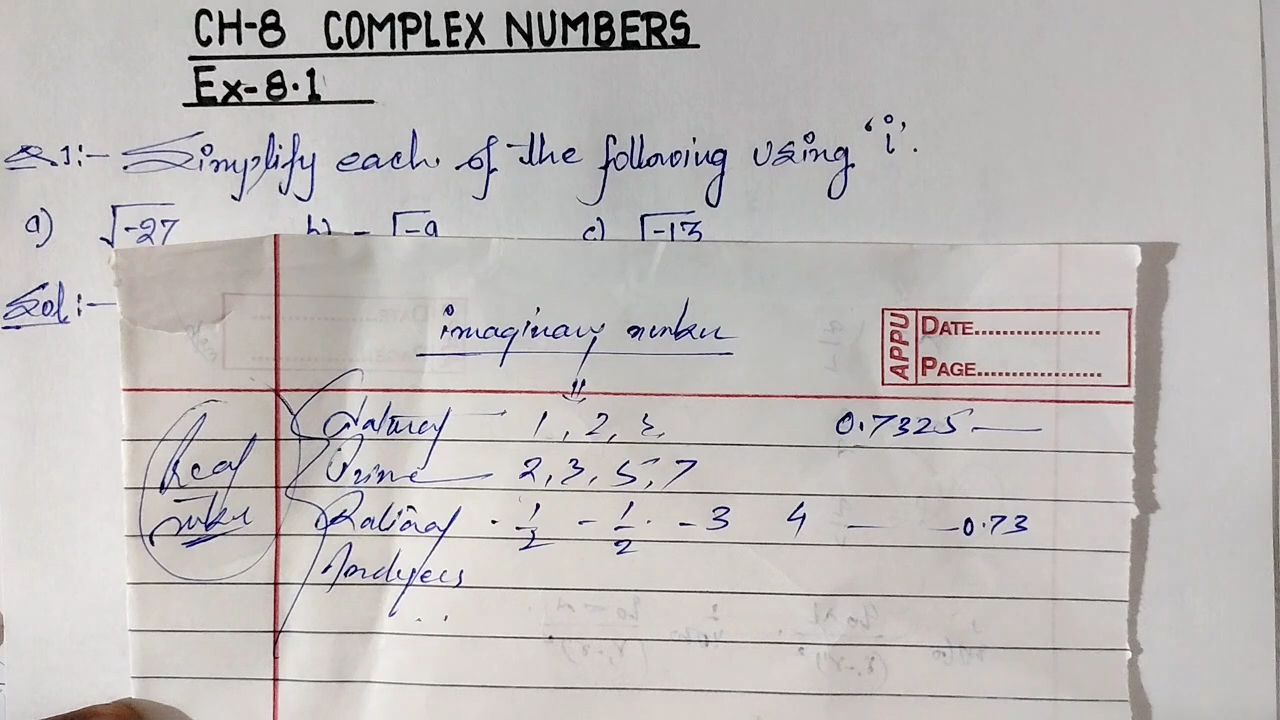 CH-8 COMPLEX NUMBERS
Ex-8.1
Q1:- Simplify each of the following using 'i'.
a) √-27 b) -√-9 c) √-13
Sol:-
imaginary number
APPU DATE..................
PAGE..................
Real number
Natural — 1, 2, 3, 0.7325 —
Prime — 2, 3, 5, 7
Rational - 1/2 - 1/2 . -3 4 — -0.73